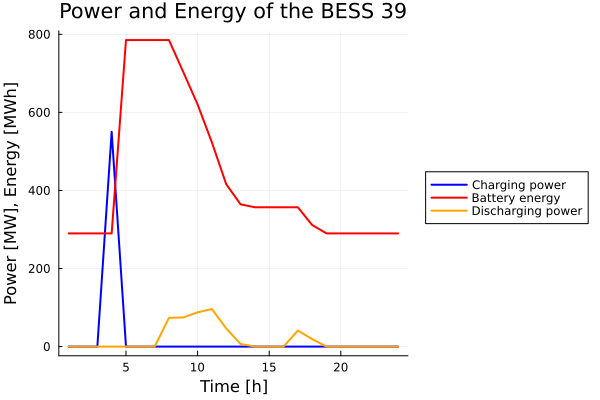 Power and Energy of the BESS 39
Power [MW], Energy [MWh]
800
600
400
200
0
5
10
15
20
Time [h]
Charging power
Battery energy
Discharging power